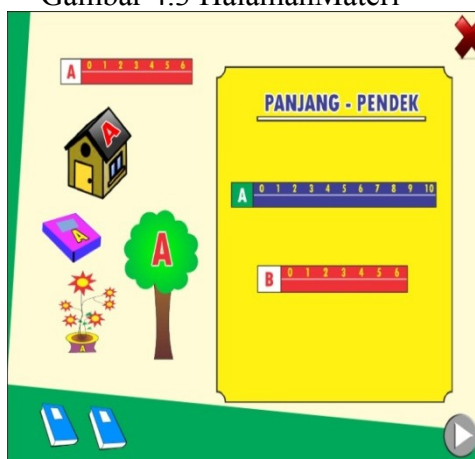 Gambar 4.5 HalamanMateri
A 0 1 2 3 4 5 6
PANJANG - PENDEK
A
A 0 1 2 3 4 5 6 7 8 9 10
A
A
B 0 1 2 3 4 5 6
A